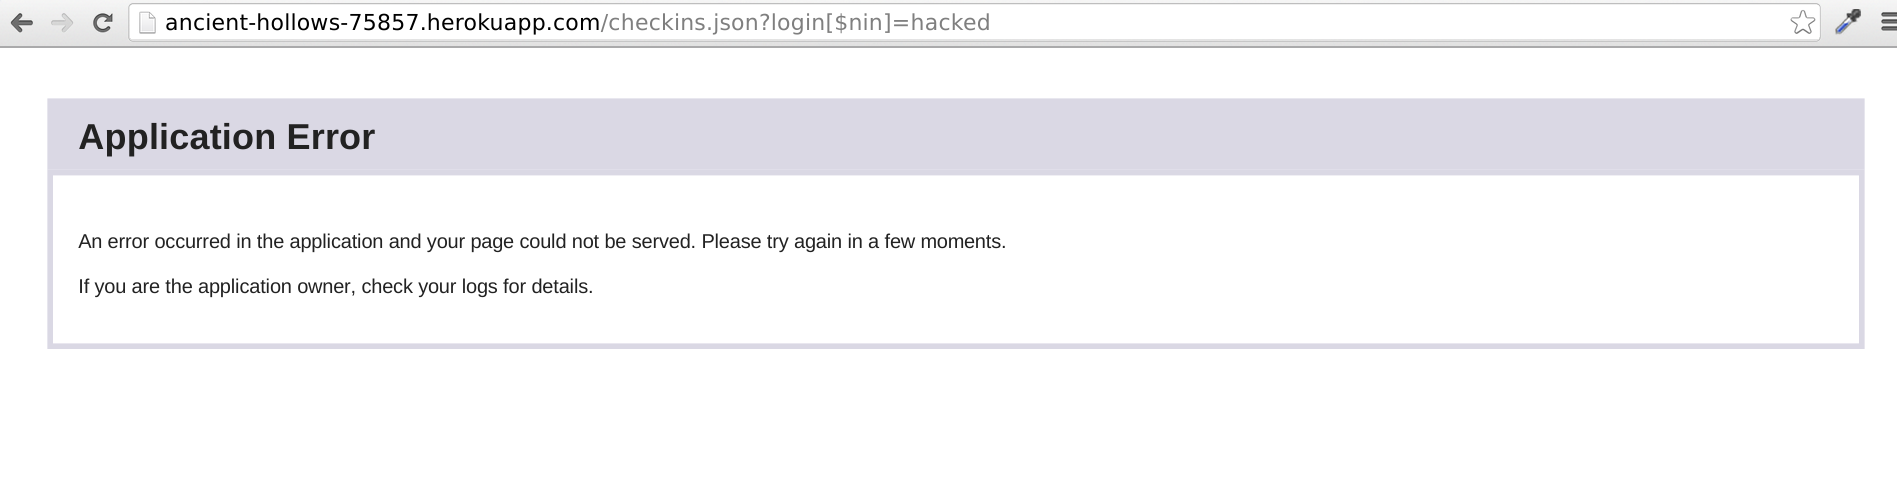 ancient-hollows-75857.herokuapp.com/checkins.json?login[$nin]=hacked
Application Error
An error occurred in the application and your page could not be served. Please try again in a few moments.
If you are the application owner, check your logs for details.